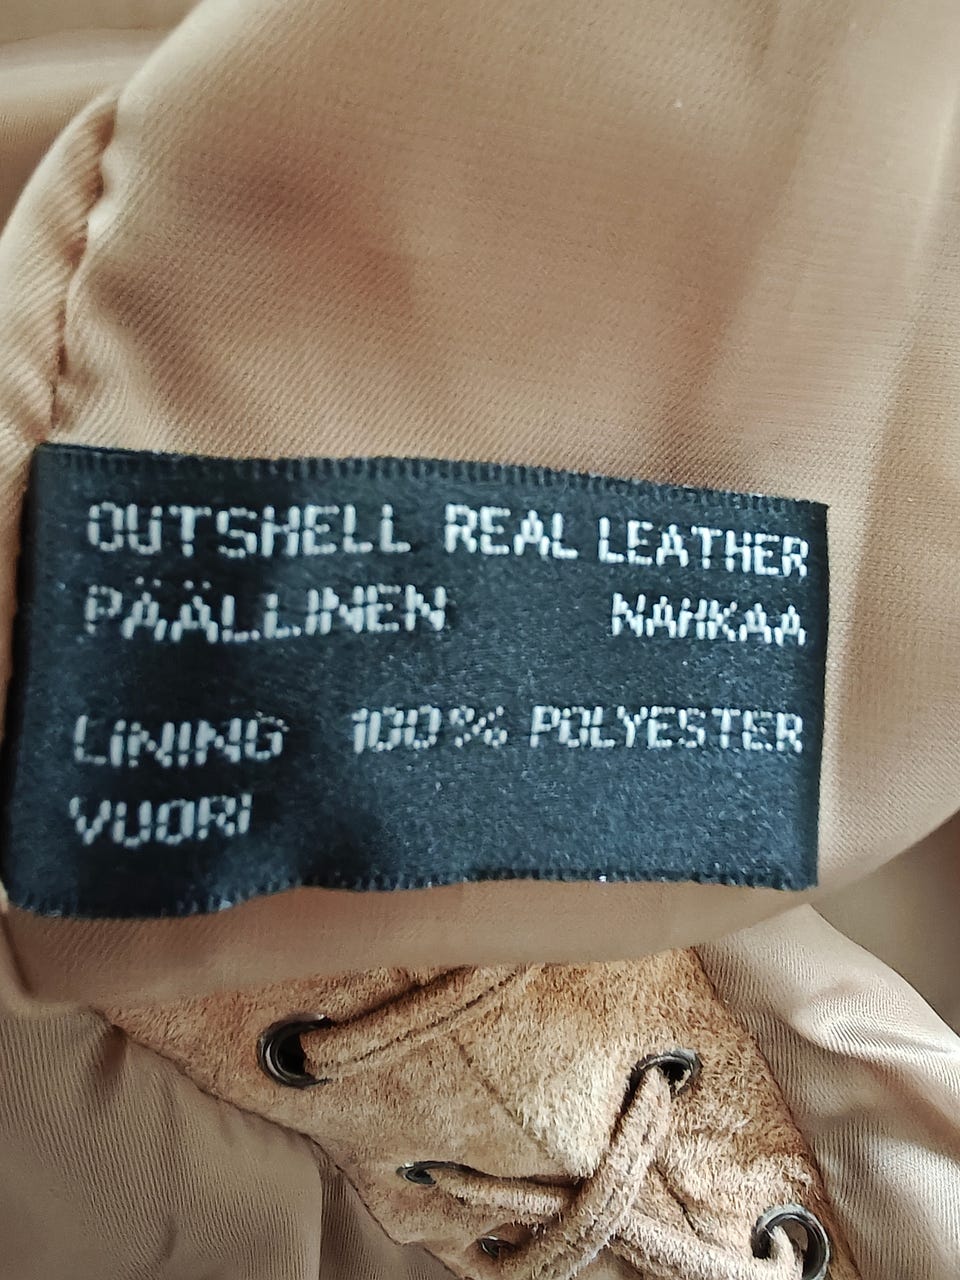 OUTSHELL REAL LEATHER
PÄÄLLINEN NAHKAA
LINING 100% POLYESTER
VUORI